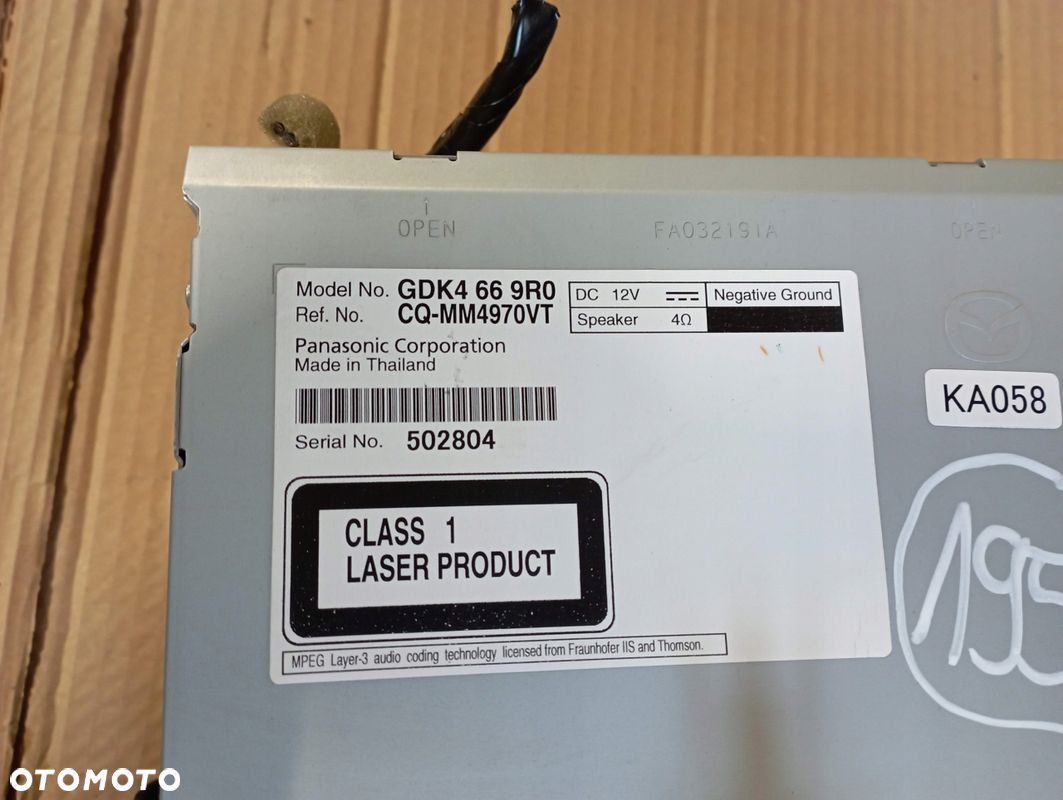 OPEN
FA032191A
OPEN
Model No. GDK4 66 9R0
Ref. No. CQ-MM4970VT
DC 12V
Negative Ground
Speaker 4Ω
Panasonic Corporation
Made in Thailand
Serial No. 502804
KA058
CLASS 1
LASER PRODUCT
MPEG Layer-3 audio coding technology licensed from Fraunhofer IIS and Thomson.
OTOMOTO